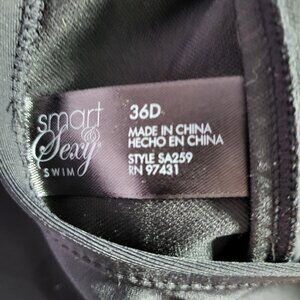 smart
& Sexy®
SWIM
36D
MADE IN CHINA
HECHO EN CHINA
STYLE SA259
RN 97431